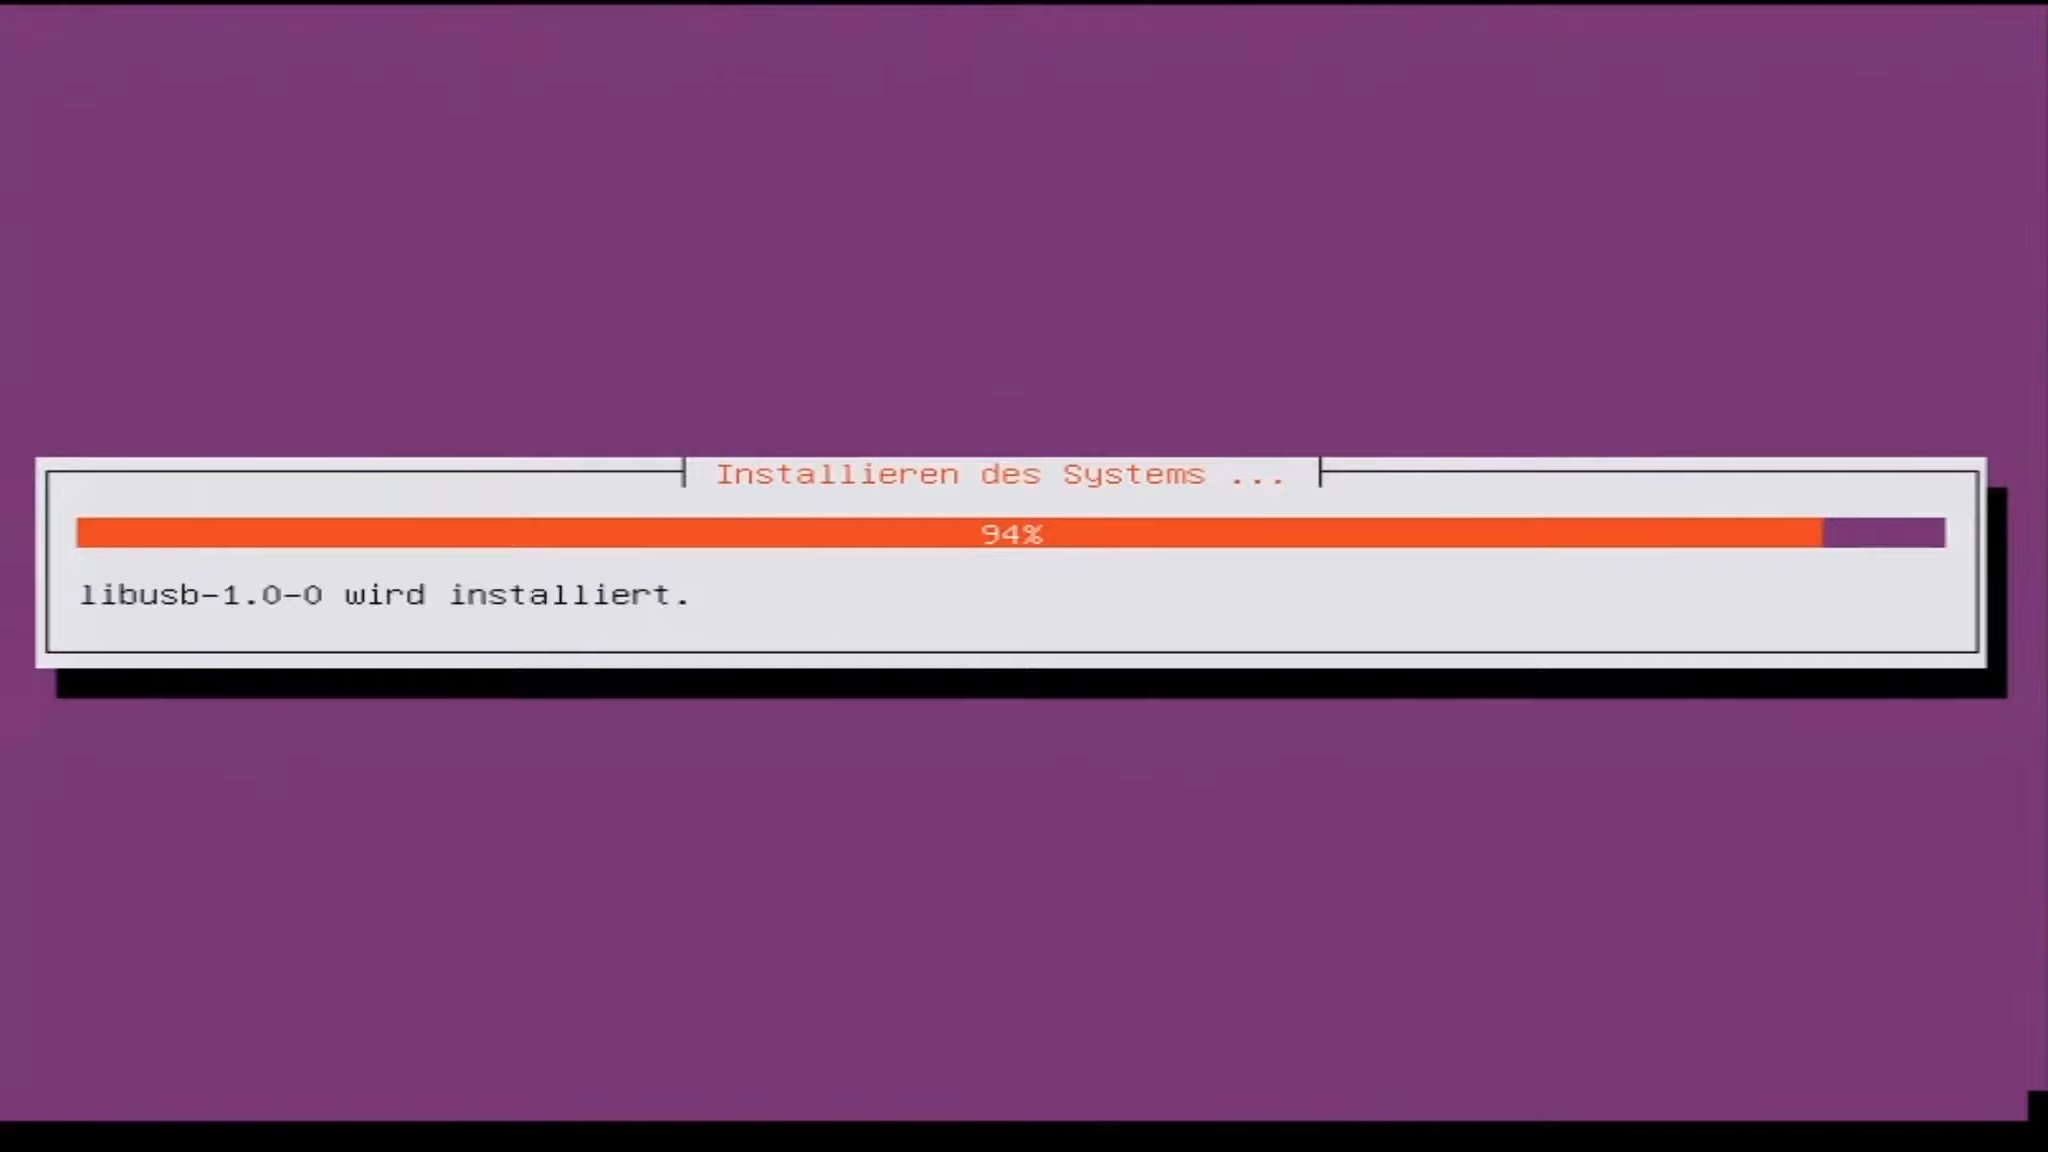 Installieren des Systems ...
94%
libusb-1.0-0 wird installiert.